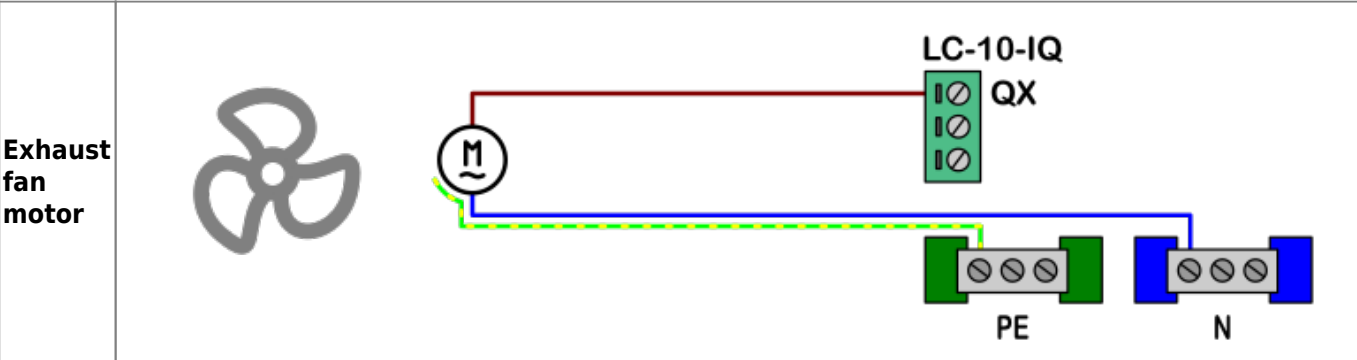 Exhaust
fan
motor
LC-10-IQ
QX
M
~
PE
N